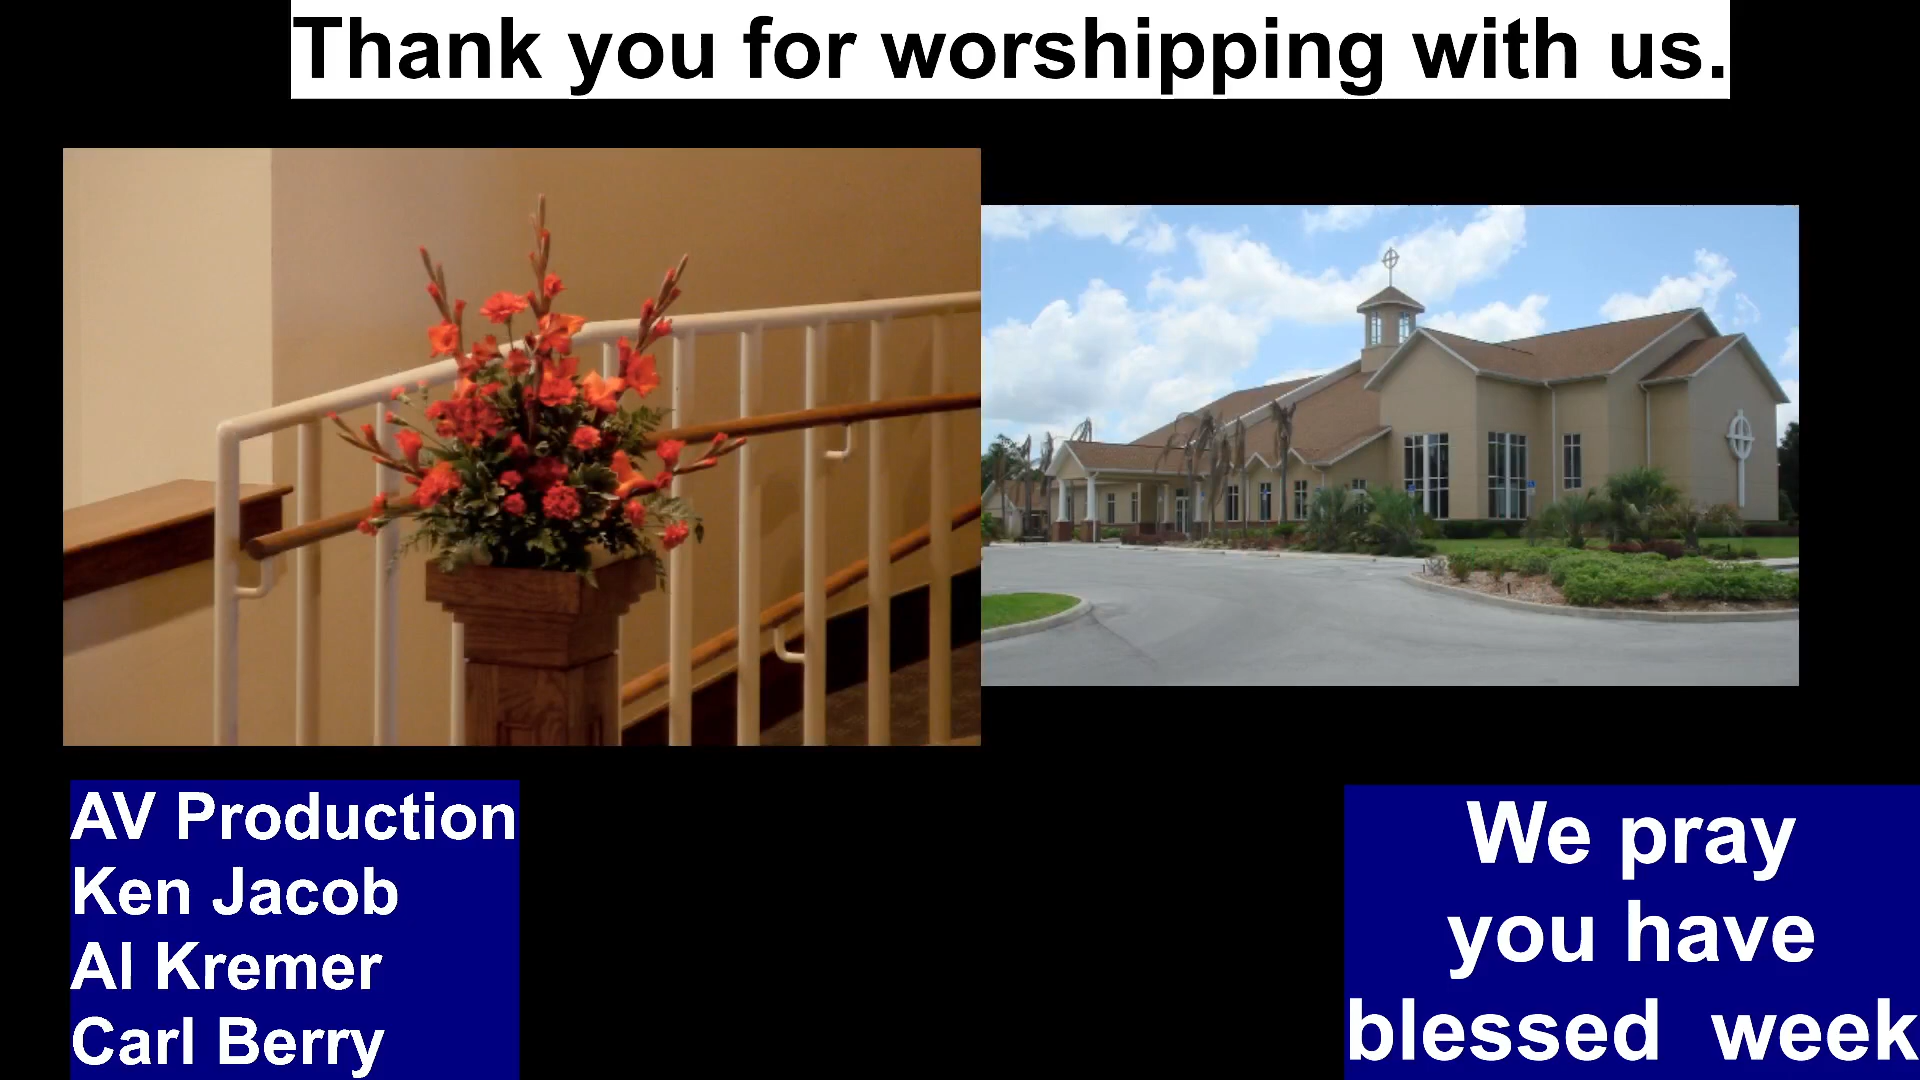 Thank you for worshipping with us.
AV Production
Ken Jacob
Al Kremer
Carl Berry
We pray
you have
blessed week